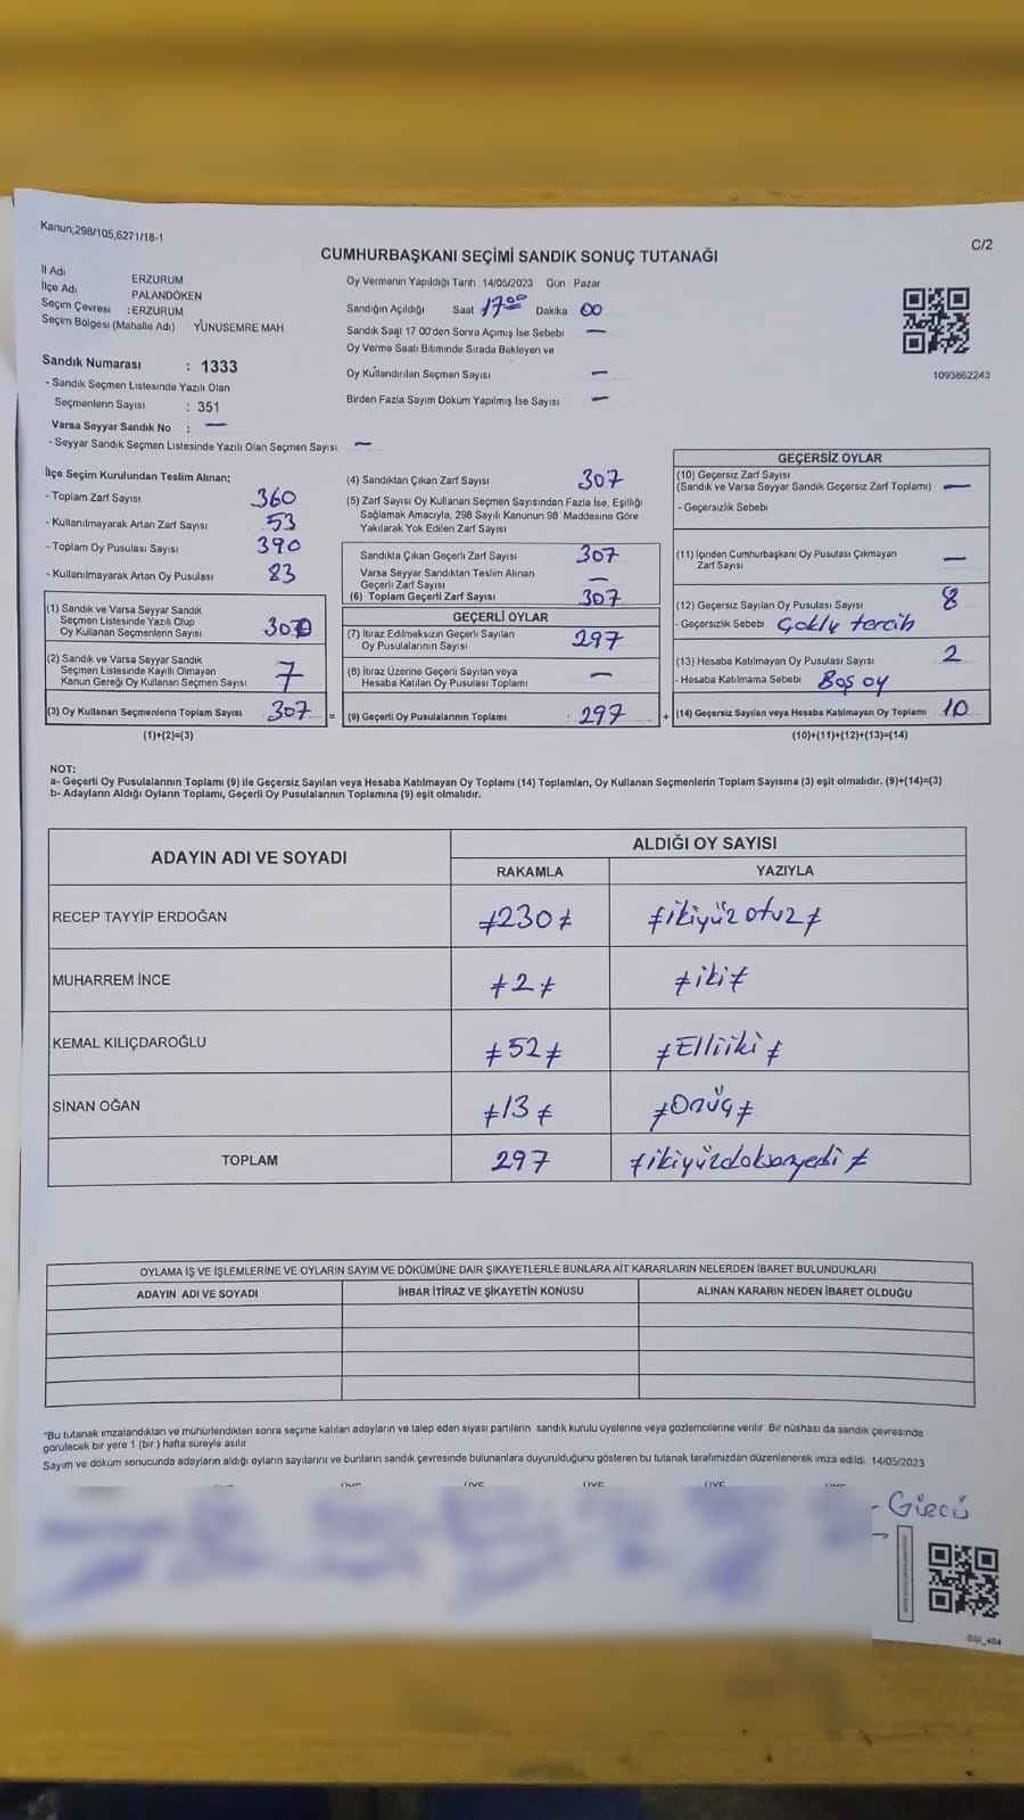 Kanun;298/105,6271/18-1
C/2
CUMHURBAŞKANI SEÇİMİ SANDIK SONUÇ TUTANAĞI
İl Adı ERZURUM
İlçe Adı PALANDÖKEN
Seçim Çevresi : ERZURUM
Seçim Bölgesi (Mahalle Adı) YUNUSEMRE MAH
Sandık Numarası : 1333
- Sandık Seçmen Listesinde Yazılı Olan
Seçmenlerin Sayısı : 351
Varsa Seyyar Sandık No : —
- Seyyar Sandık Seçmen Listesinde Yazılı Olan Seçmen Sayısı —
Oy Vermenin Yapıldığı Tarih 14/05/2023 Gün Pazar
Sandığın Açıldığı Saat 17⁰⁰ Dakika 00
Sandık Saat 17 00'den Sonra Açılmış İse Sebebi —
Oy Verme Saati Bitiminde Sırada Bekleyen ve
Oy Kullandırılan Seçmen Sayısı —
Birden Fazla Sayım Döküm Yapılmış İse Sayısı —
1093862243
İlçe Seçim Kurulundan Teslim Alınan;
- Toplam Zarf Sayısı 360
- Kullanılmayarak Artan Zarf Sayısı 53
- Toplam Oy Pusulası Sayısı 390
- Kullanılmayarak Artan Oy Pusulası 83
(1) Sandık ve Varsa Seyyar Sandık
Seçmen Listesinde Yazılı Olup
Oy Kullanan Seçmenlerin Sayısı 300
(2) Sandık ve Varsa Seyyar Sandık
Seçmen Listesinde Kayıtlı Olmayan
Kanun Gereği Oy Kullanan Seçmen Sayısı 7
(3) Oy Kullanan Seçmenlerin Toplam Sayısı 307
(1)+(2)=(3)
=
(4) Sandıktan Çıkan Zarf Sayısı 307
(5) Zarf Sayısı Oy Kullanan Seçmen Sayısından Fazla İse, Eşitliği
Sağlamak Amacıyla, 298 Sayılı Kanunun 98 Maddesine Göre
Yakılarak Yok Edilen Zarf Sayısı
Sandıkta Çıkan Geçerli Zarf Sayısı 307
Varsa Seyyar Sandıktan Teslim Alınan
Geçerli Zarf Sayısı —
(6) Toplam Geçerli Zarf Sayısı 307
GEÇERLİ OYLAR
(7) İtiraz Edilmeksizin Geçerli Sayılan
Oy Pusulalarının Sayısı 297
(8) İtiraz Üzerine Geçerli Sayılan veya
Hesaba Katılan Oy Pusulası Toplamı —
(9) Geçerli Oy Pusulalarının Toplamı : 297
+
GEÇERSİZ OYLAR
(10) Geçersiz Zarf Sayısı
(Sandık ve Varsa Seyyar Sandık Geçersiz Zarf Toplamı) —
- Geçersizlik Sebebi
(11) İçinden Cumhurbaşkanı Oy Pusulası Çıkmayan
Zarf Sayısı —
(12) Geçersiz Sayılan Oy Pusulası Sayısı 8
- Geçersizlik Sebebi Çoklu tercih
(13) Hesaba Katılmayan Oy Pusulası Sayısı 2
- Hesaba Katılmama Sebebi Boş oy
(14) Geçersiz Sayılan veya Hesaba Katılmayan Oy Toplamı 10
(10)+(11)+(12)+(13)=(14)
NOT:
a- Geçerli Oy Pusulalarının Toplamı (9) ile Geçersiz Sayılan veya Hesaba Katılmayan Oy Toplamı (14) Toplamları, Oy Kullanan Seçmenlerin Toplam Sayısına (3) eşit olmalıdır. (9)+(14)=(3)
b- Adayların Aldığı Oyların Toplamı, Geçerli Oy Pusulalarının Toplamına (9) eşit olmalıdır.
ADAYIN ADI VE SOYADI
ALDIĞI OY SAYISI
RAKAMLA YAZIYLA
RECEP TAYYİP ERDOĞAN ≠230≠ ≠ikiyüz otuz≠
MUHARREM İNCE ≠2≠ ≠iki≠
KEMAL KILIÇDAROĞLU ≠52≠ ≠Elliiki≠
SİNAN OĞAN ≠13≠ ≠Onüç≠
TOPLAM 297 ≠ikiyüzdoksanyedi≠
OYLAMA İŞ VE İŞLEMLERİNE VE OYLARIN SAYIM VE DÖKÜMÜNE DAİR ŞİKAYETLERLE BUNLARA AİT KARARLARIN NELERDEN İBARET BULUNDUKLARI
ADAYIN ADI VE SOYADI İHBAR İTİRAZ VE ŞİKAYETİN KONUSU ALINAN KARARIN NEDEN İBARET OLDUĞU
"Bu tutanak imzalandıktan ve mühürlendikten sonra seçime katılan adayların ve talep eden siyasi partilerin sandık kurulu üyelerine veya gözlemcilerine verilir Bir nüshası da sandık çevresinde
görülecek bir yere 1 (bir ) hafta süreyle asılır
Sayım ve döküm sonucunda adayların aldığı oyların sayılarını ve bunların sandık çevresinde bulunanlara duyurulduğunu gösteren bu tutanak tarafımızdan düzenlenerek imza edildi 14/05/2023